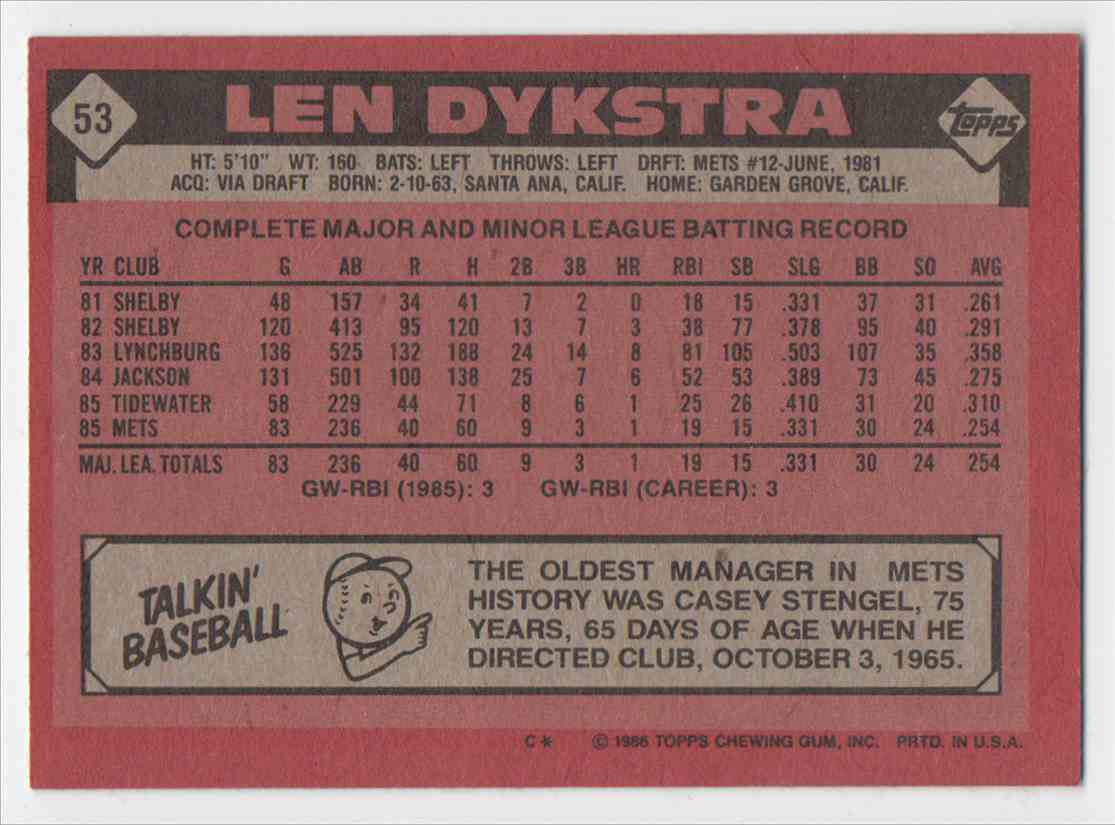 53
LEN DYKSTRA
topps
HT: 5'10" WT: 160 BATS: LEFT THROWS: LEFT DRFT: METS #12-JUNE, 1981
ACQ: VIA DRAFT BORN: 2-10-63, SANTA ANA, CALIF. HOME: GARDEN GROVE, CALIF.
COMPLETE MAJOR AND MINOR LEAGUE BATTING RECORD
YR CLUB G AB R H 2B 3B HR RBI SB SLG BB SO AVG
81 SHELBY 48 157 34 41 7 2 0 18 15 .331 37 31 .261
82 SHELBY 120 413 95 120 13 7 3 38 77 .378 95 40 .291
83 LYNCHBURG 136 525 132 188 24 14 8 81 105 .503 107 35 .358
84 JACKSON 131 501 100 138 25 7 6 52 53 .389 73 45 .275
85 TIDEWATER 58 229 44 71 8 6 1 25 26 .410 31 20 .310
85 METS 83 236 40 60 9 3 1 19 15 .331 30 24 .254
MAJ. LEA. TOTALS 83 236 40 60 9 3 1 19 15 .331 30 24 .254
GW-RBI (1985): 3 GW-RBI (CAREER): 3
TALKIN'
BASEBALL
THE OLDEST MANAGER IN METS
HISTORY WAS CASEY STENGEL, 75
YEARS, 65 DAYS OF AGE WHEN HE
DIRECTED CLUB, OCTOBER 3, 1965.
C* © 1986 TOPPS CHEWING GUM, INC. PRTD. IN U.S.A.